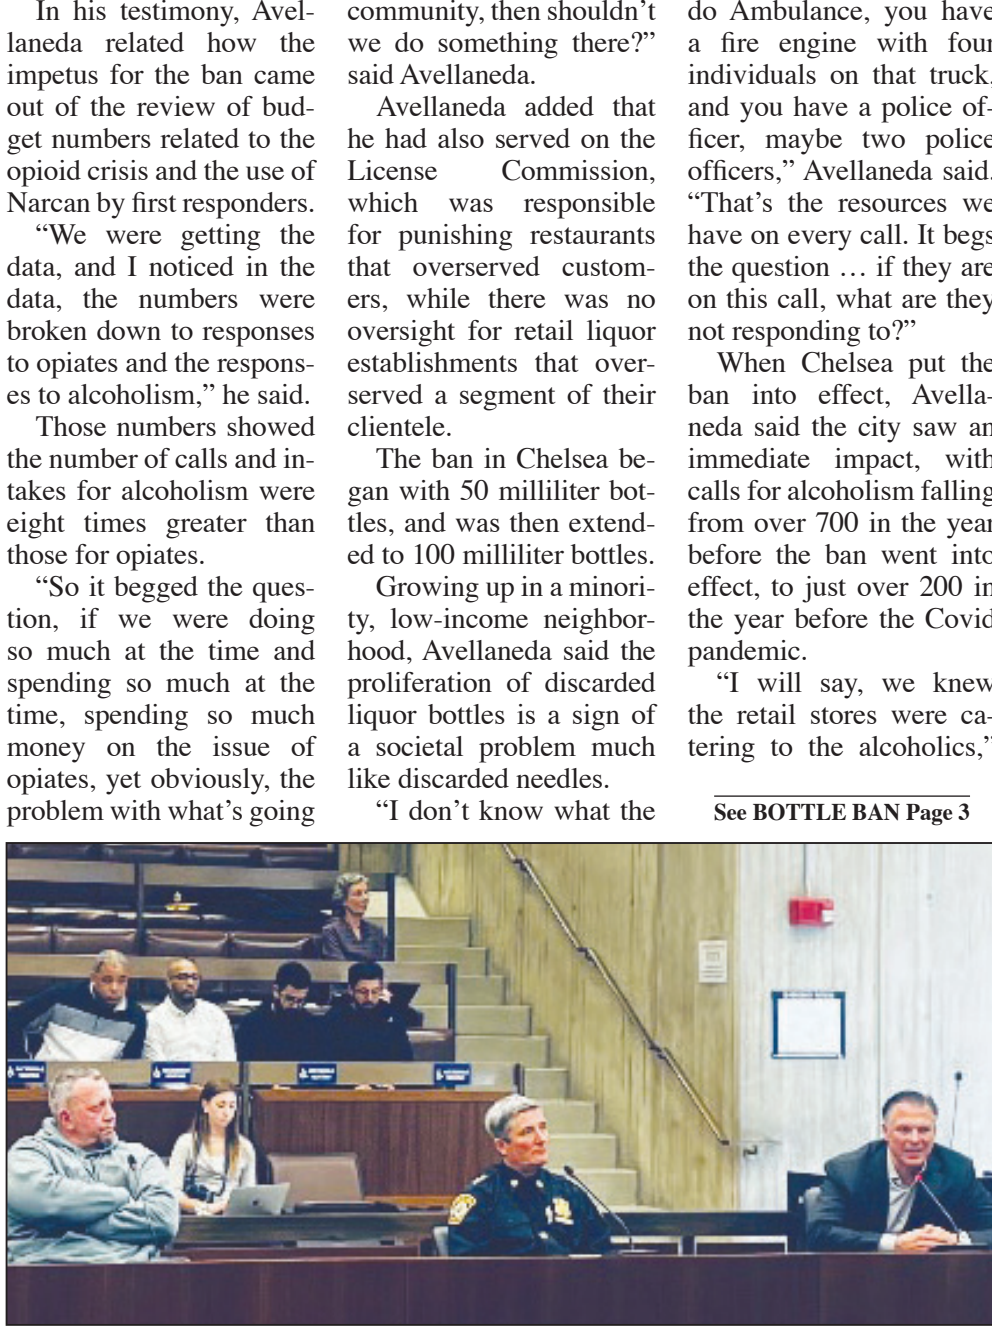 In his testimony, Avel-
laneda related how the
impetus for the ban came
out of the review of bud-
get numbers related to the
opioid crisis and the use of
Narcan by first responders.
“We were getting the
data, and I noticed in the
data, the numbers were
broken down to responses
to opiates and the respons-
es to alcoholism,” he said.
Those numbers showed
the number of calls and in-
takes for alcoholism were
eight times greater than
those for opiates.
“So it begged the ques-
tion, if we were doing
so much at the time and
spending so much at the
time, spending so much
money on the issue of
opiates, yet obviously, the
problem with what’s going
community, then shouldn’t
we do something there?”
said Avellaneda.
Avellaneda added that
he had also served on the
License Commission,
which was responsible
for punishing restaurants
that overserved custom-
ers, while there was no
oversight for retail liquor
establishments that over-
served a segment of their
clientele.
The ban in Chelsea be-
gan with 50 milliliter bot-
tles, and was then extend-
ed to 100 milliliter bottles.
Growing up in a minori-
ty, low-income neighbor-
hood, Avellaneda said the
proliferation of discarded
liquor bottles is a sign of
a societal problem much
like discarded needles.
“I don’t know what the
do Ambulance, you have
a fire engine with four
individuals on that truck,
and you have a police of-
ficer, maybe two police
officers,” Avellaneda said.
“That’s the resources we
have on every call. It begs
the question … if they are
on this call, what are they
not responding to?”
When Chelsea put the
ban into effect, Avella-
neda said the city saw an
immediate impact, with
calls for alcoholism falling
from over 700 in the year
before the ban went into
effect, to just over 200 in
the year before the Covid
pandemic.
“I will say, we knew
the retail stores were ca-
tering to the alcoholics,”
See BOTTLE BAN Page 3